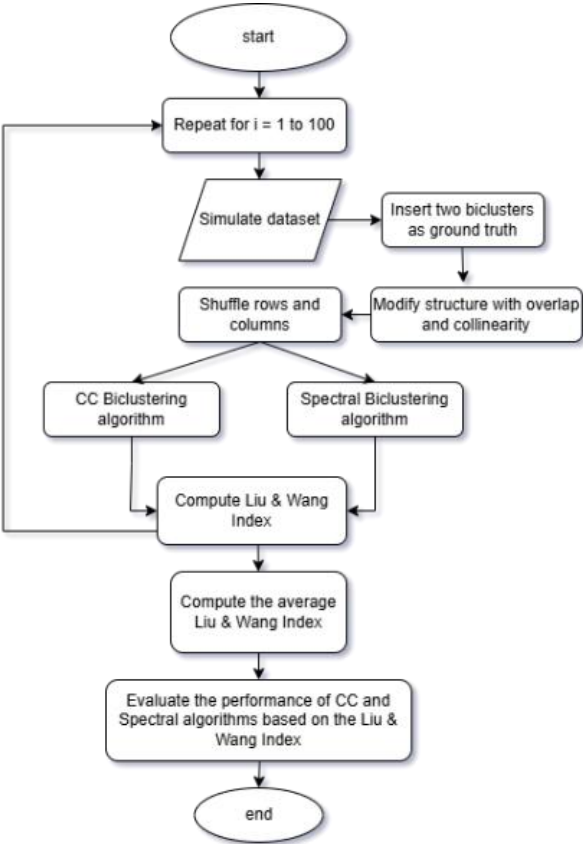 start
Repeat for i = 1 to 100
Simulate dataset
Insert two biclusters
as ground truth
Modify structure with overlap
and collinearity
Shuffle rows and
columns
CC Biclustering
algorithm
Spectral Biclustering
algorithm
Compute Liu & Wang
Index
Compute the average
Liu & Wang Index
Evaluate the performance of CC and
Spectral algorithms based on the Liu &
Wang Index
end